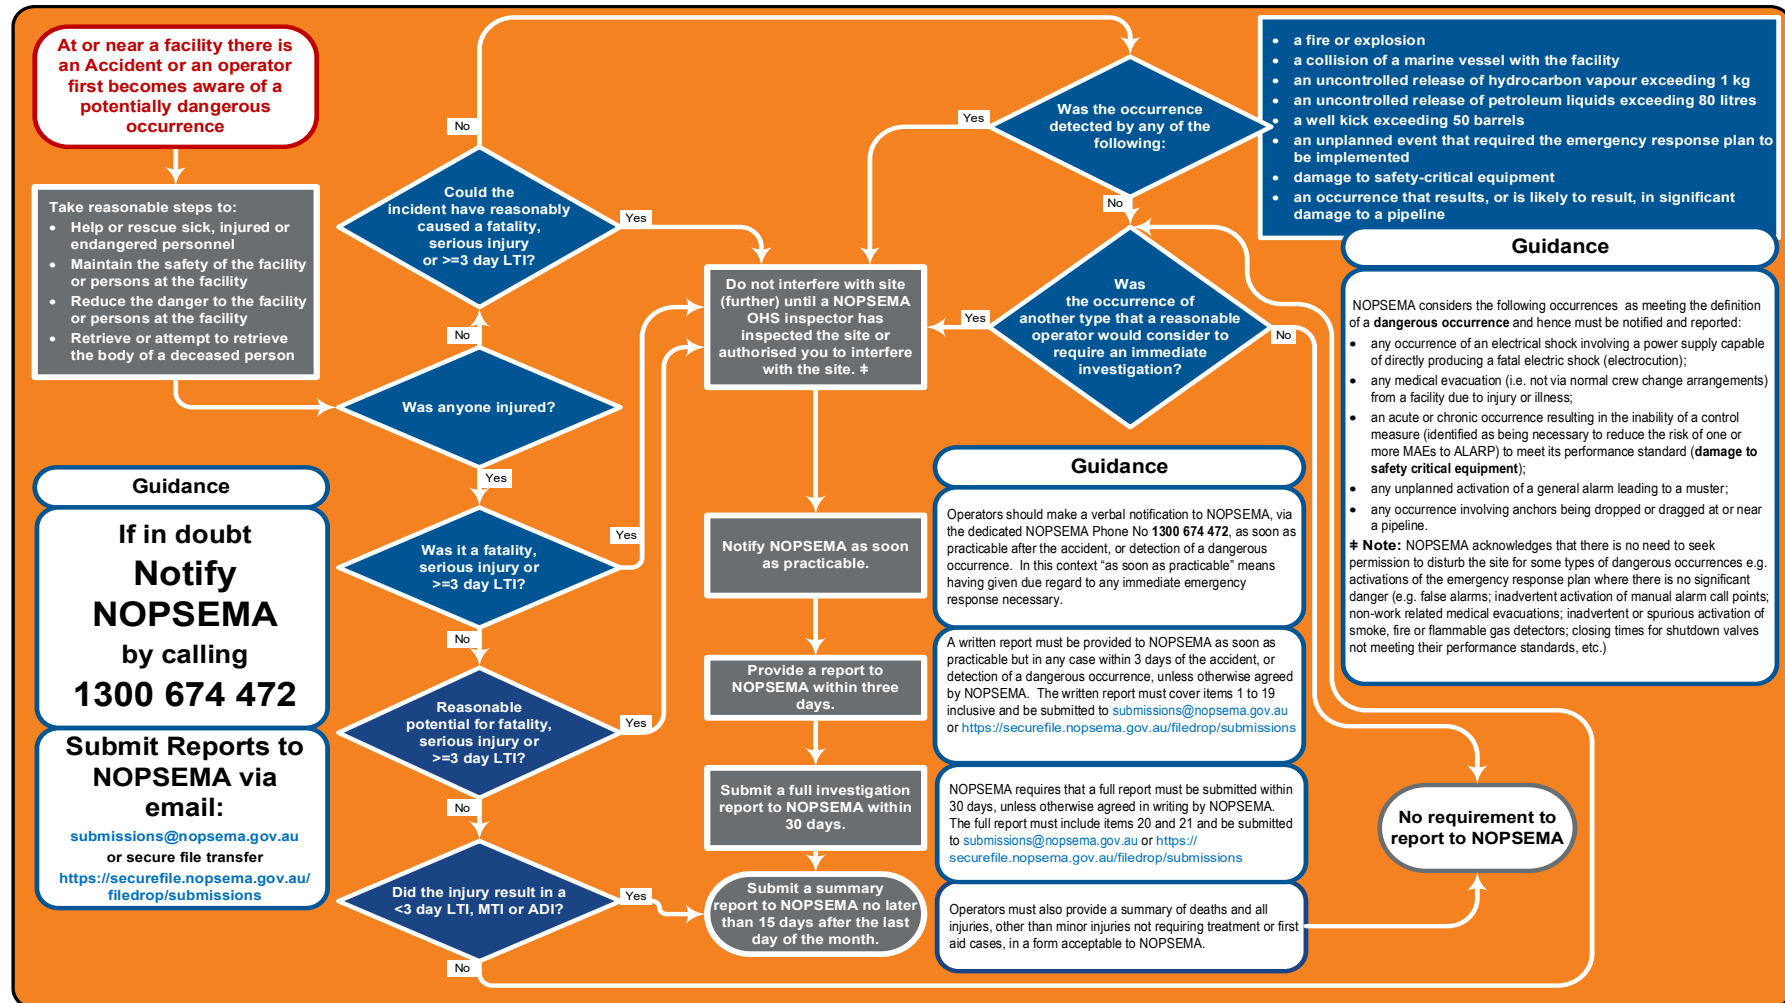 At or near a facility there is
an Accident or an operator
first becomes aware of a
potentially dangerous
occurrence
Take reasonable steps to:
• Help or rescue sick, injured or
endangered personnel
• Maintain the safety of the facility
or persons at the facility
• Reduce the danger to the facility
or persons at the facility
• Retrieve or attempt to retrieve
the body of a deceased person
Guidance
If in doubt
Notify
NOPSEMA
by calling
1300 674 472
Submit Reports to
NOPSEMA via
email:
submissions@nopsema.gov.au
or secure file transfer
https://securefile.nopsema.gov.au/
filedrop/submissions
No
Could the
incident have reasonably
caused a fatality,
serious injury
or >=3 day LTI?
Yes
No
Was anyone injured?
Yes
Was it a fatality,
serious injury or
>=3 day LTI?
Yes
No
Reasonable
potential for fatality,
serious injury or
>=3 day LTI?
Yes
No
Did the injury result in a
<3 day LTI, MTI or ADI?
Yes
No
Do not interfere with site
(further) until a NOPSEMA
OHS inspector has
inspected the site or
authorised you to interfere
with the site. ǂ
Notify NOPSEMA as soon
as practicable.
Provide a report to
NOPSEMA within three
days.
Submit a full investigation
report to NOPSEMA within
30 days.
Submit a summary
report to NOPSEMA no later
than 15 days after the last
day of the month.
Was the occurrence
detected by any of the
following:
Yes
No
Was
the occurrence of
another type that a reasonable
operator would consider to
require an immediate
investigation?
Yes
No
• a fire or explosion
• a collision of a marine vessel with the facility
• an uncontrolled release of hydrocarbon vapour exceeding 1 kg
• an uncontrolled release of petroleum liquids exceeding 80 litres
• a well kick exceeding 50 barrels
• an unplanned event that required the emergency response plan to
be implemented
• damage to safety-critical equipment
• an occurrence that results, or is likely to result, in significant
damage to a pipeline
Guidance
Operators should make a verbal notification to NOPSEMA, via
the dedicated NOPSEMA Phone No 1300 674 472, as soon as
practicable after the accident, or detection of a dangerous
occurrence. In this context “as soon as practicable” means
having given due regard to any immediate emergency
response necessary.
A written report must be provided to NOPSEMA as soon as
practicable but in any case within 3 days of the accident, or
detection of a dangerous occurrence, unless otherwise agreed
by NOPSEMA. The written report must cover items 1 to 19
inclusive and be submitted to submissions@nopsema.gov.au
or https://securefile.nopsema.gov.au/filedrop/submissions
NOPSEMA requires that a full report must be submitted within
30 days, unless otherwise agreed in writing by NOPSEMA.
The full report must include items 20 and 21 and be submitted
to submissions@nopsema.gov.au or https://
securefile.nopsema.gov.au/filedrop/submissions
Operators must also provide a summary of deaths and all
injuries, other than minor injuries not requiring treatment or first
aid cases, in a form acceptable to NOPSEMA.
Guidance
NOPSEMA considers the following occurrences as meeting the definition
of a dangerous occurrence and hence must be notified and reported:
• any occurrence of an electrical shock involving a power supply capable
of directly producing a fatal electric shock (electrocution);
• any medical evacuation (i.e. not via normal crew change arrangements)
from a facility due to injury or illness;
• an acute or chronic occurrence resulting in the inability of a control
measure (identified as being necessary to reduce the risk of one or
more MAEs to ALARP) to meet its performance standard (damage to
safety critical equipment);
• any unplanned activation of a general alarm leading to a muster;
• any occurrence involving anchors being dropped or dragged at or near
a pipeline.
ǂ Note: NOPSEMA acknowledges that there is no need to seek
permission to disturb the site for some types of dangerous occurrences e.g.
activations of the emergency response plan where there is no significant
danger (e.g. false alarms; inadvertent activation of manual alarm call points;
non-work related medical evacuations; inadvertent or spurious activation of
smoke, fire or flammable gas detectors; closing times for shutdown valves
not meeting their performance standards, etc.)
No requirement to
report to NOPSEMA